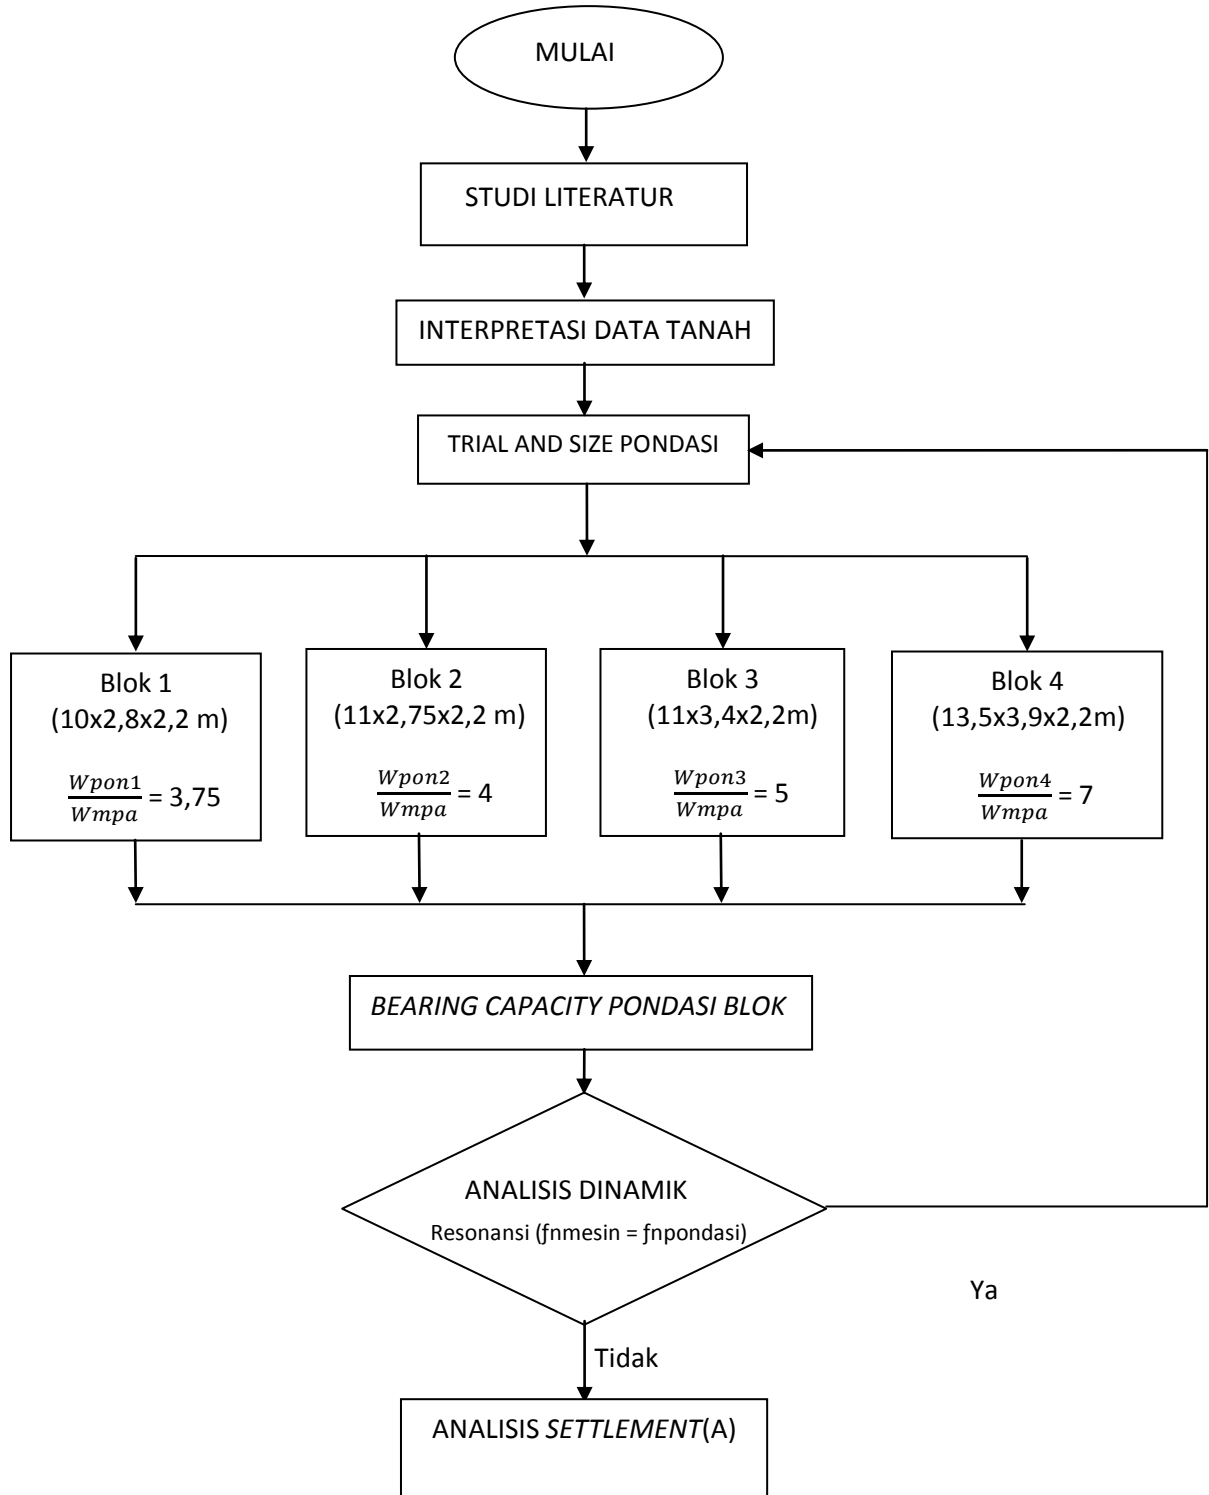 MULAI
STUDI LITERATUR
INTERPRETASI DATA TANAH
TRIAL AND SIZE PONDASI
Blok 1
(10x2,8x2,2 m)
Wpon1
Wmpa
= 3,75
Blok 2
(11x2,75x2,2 m)
Wpon2
Wmpa
= 4
Blok 3
(11x3,4x2,2m)
Wpon3
Wmpa
= 5
Blok 4
(13,5x3,9x2,2m)
Wpon4
Wmpa
= 7
BEARING CAPACITY PONDASI BLOK
ANALISIS DINAMIK
Resonansi (ƒnmesin = ƒnpondasi)
Ya
Tidak
ANALISIS SETTLEMENT(A)